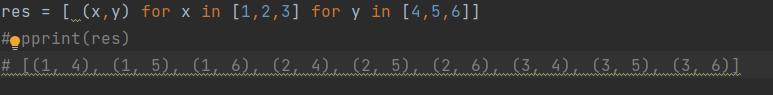 res = [ (x,y) for x in [1,2,3] for y in [4,5,6]]
# pprint(res)
# [(1, 4), (1, 5), (1, 6), (2, 4), (2, 5), (2, 6), (3, 4), (3, 5), (3, 6)]